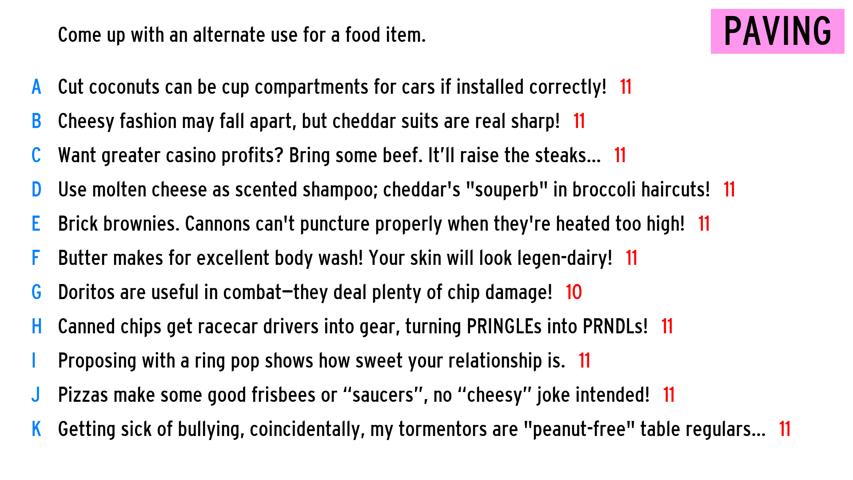 Come up with an alternate use for a food item.
PAVING
A Cut coconuts can be cup compartments for cars if installed correctly! 11
B Cheesy fashion may fall apart, but cheddar suits are real sharp! 11
C Want greater casino profits? Bring some beef. It’ll raise the steaks... 11
D Use molten cheese as scented shampoo; cheddar's "souperb" in broccoli haircuts! 11
E Brick brownies. Cannons can't puncture properly when they're heated too high! 11
F Butter makes for excellent body wash! Your skin will look legen-dairy! 11
G Doritos are useful in combat—they deal plenty of chip damage! 10
H Canned chips get racecar drivers into gear, turning PRINGLEs into PRNDLs! 11
I Proposing with a ring pop shows how sweet your relationship is. 11
J Pizzas make some good frisbees or “saucers”, no “cheesy” joke intended! 11
K Getting sick of bullying, coincidentally, my tormentors are "peanut-free" table regulars... 11